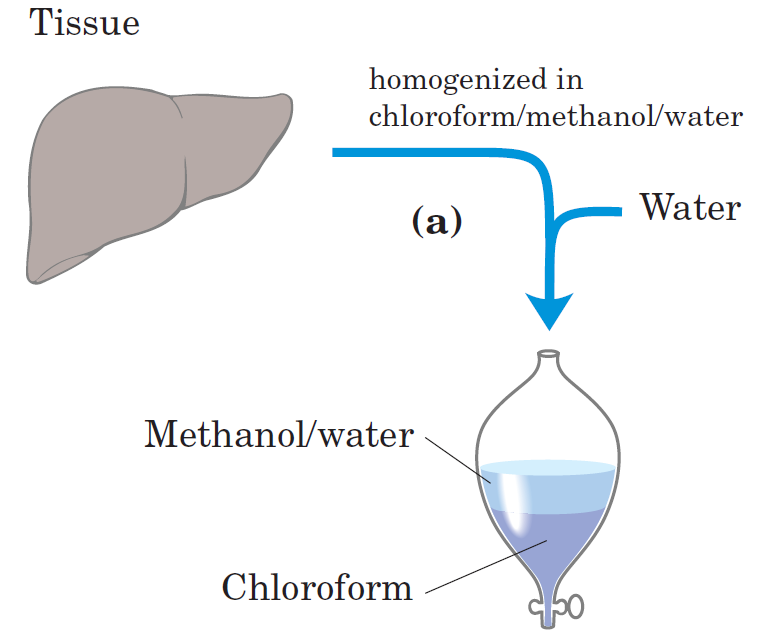 Tissue
homogenized in
chloroform/methanol/water
(a)
Water
Methanol/water
Chloroform